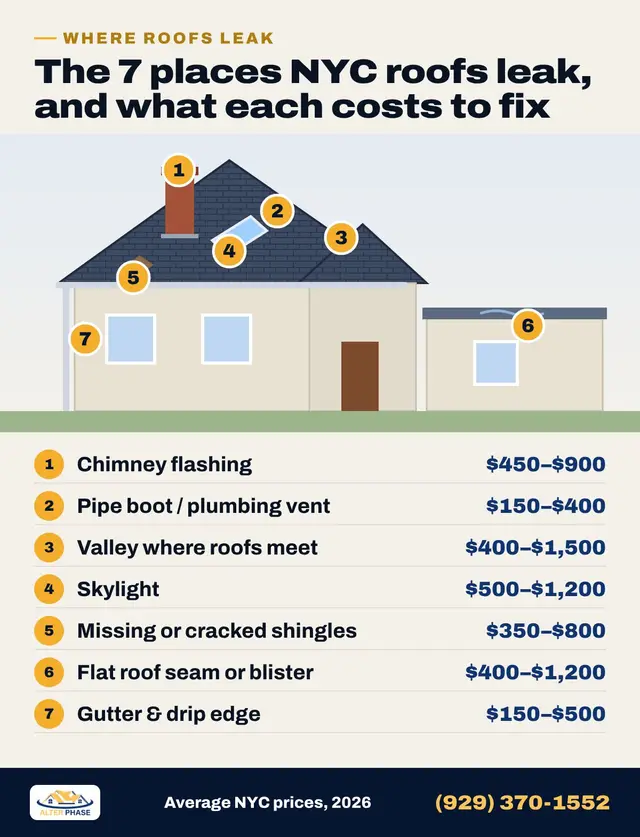 WHERE ROOFS LEAK
The 7 places NYC roofs leak,
and what each costs to fix
1
2
3
4
5
6
7
1 Chimney flashing $450–$900
2 Pipe boot / plumbing vent $150–$400
3 Valley where roofs meet $400–$1,500
4 Skylight $500–$1,200
5 Missing or cracked shingles $350–$800
6 Flat roof seam or blister $400–$1,200
7 Gutter & drip edge $150–$500
ALTER PHASE Average NYC prices, 2026 (929) 370-1552